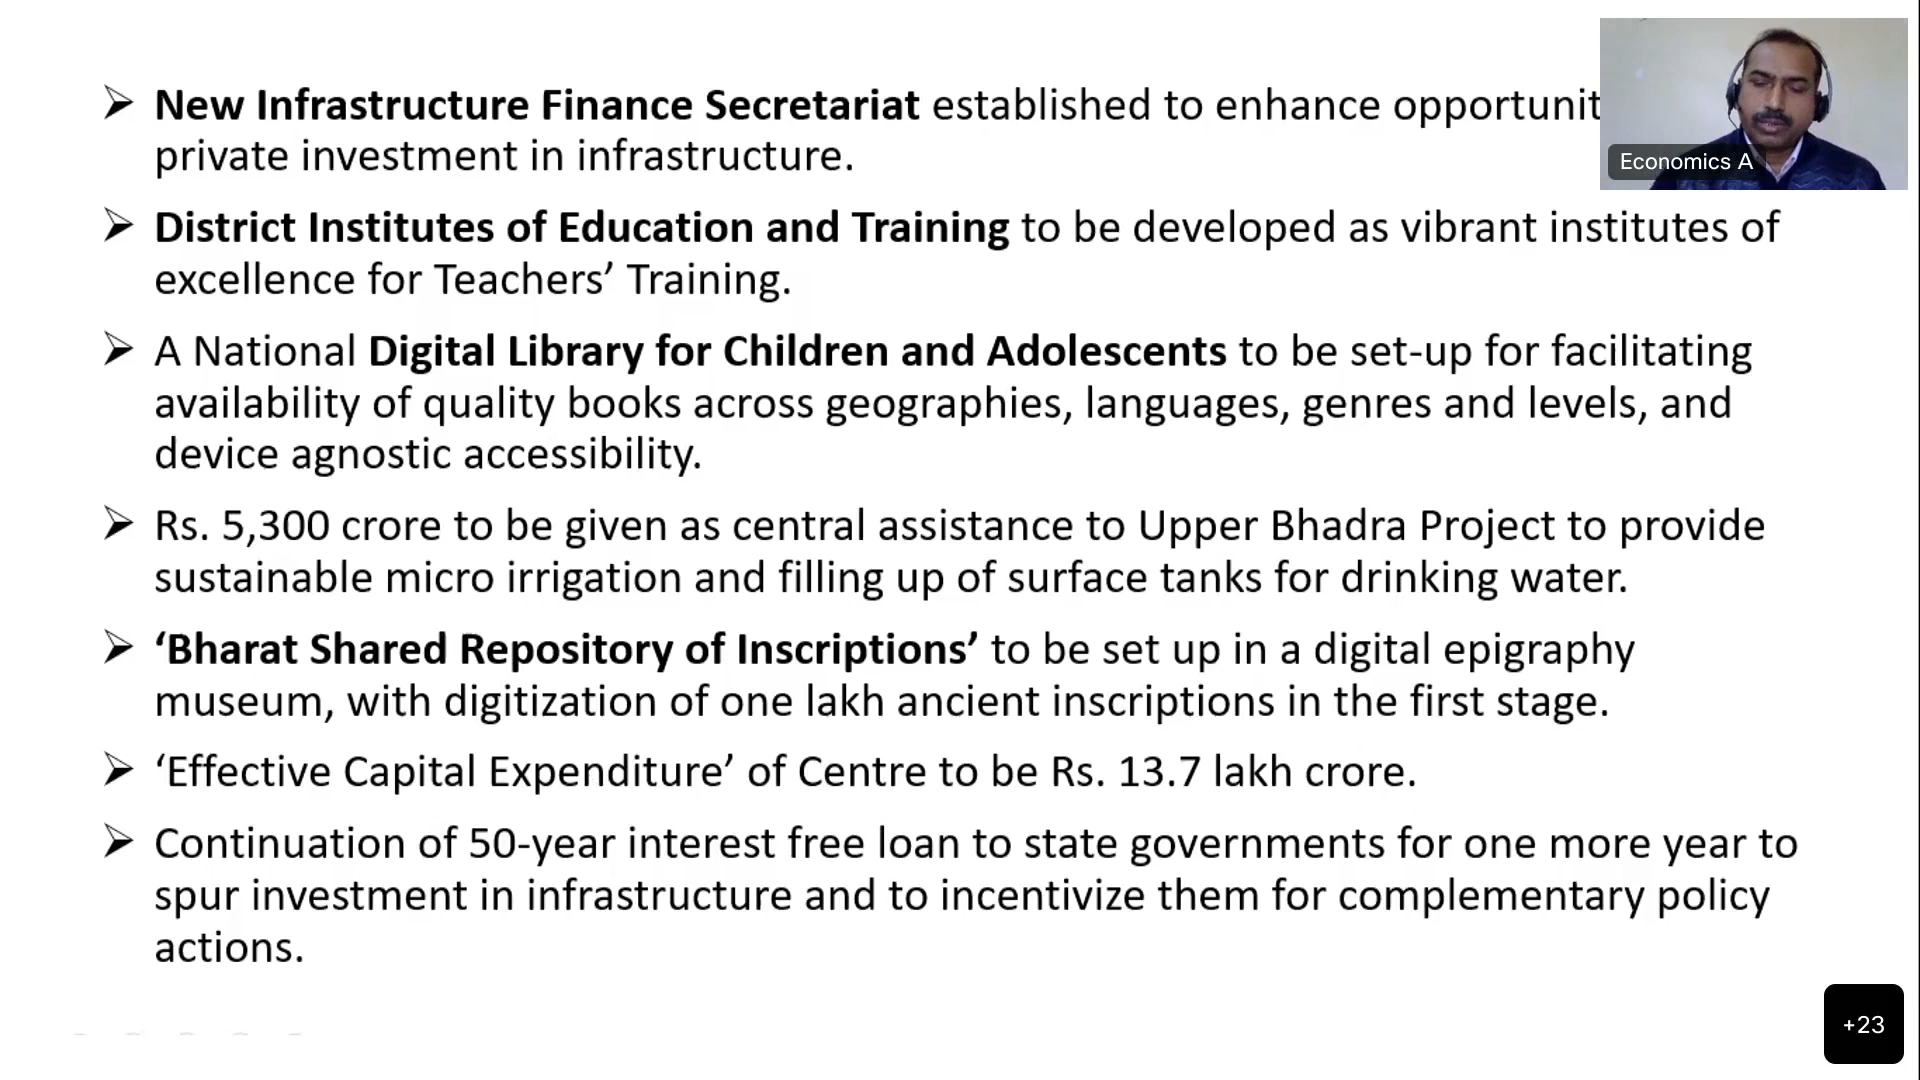 New Infrastructure Finance Secretariat established to enhance opportunit
private investment in infrastructure.
District Institutes of Education and Training to be developed as vibrant institutes of
excellence for Teachers’ Training.
A National Digital Library for Children and Adolescents to be set-up for facilitating
availability of quality books across geographies, languages, genres and levels, and
device agnostic accessibility.
Rs. 5,300 crore to be given as central assistance to Upper Bhadra Project to provide
sustainable micro irrigation and filling up of surface tanks for drinking water.
‘Bharat Shared Repository of Inscriptions’ to be set up in a digital epigraphy
museum, with digitization of one lakh ancient inscriptions in the first stage.
‘Effective Capital Expenditure’ of Centre to be Rs. 13.7 lakh crore.
Continuation of 50-year interest free loan to state governments for one more year to
spur investment in infrastructure and to incentivize them for complementary policy
actions.
Economics A
+23